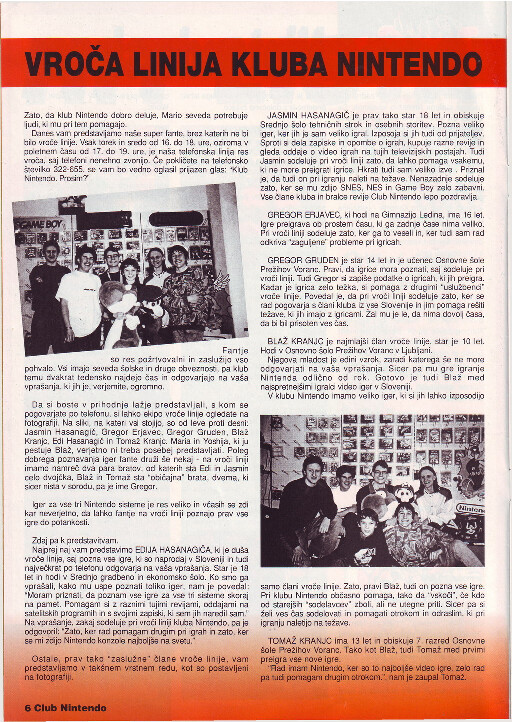 VROČA LINIJA KLUBA NINTENDO
Zato, da klub Nintendo dobro deluje, Mario seveda potrebuje
ljudi, ki mu pri tem pomagajo.
Danes vam predstavljamo naše super fante, brez katerih ne bi
bilo vroče linije. Vsak torek in sredo od 16. do 18. ure, oziroma v
poletnem času od 17. do 19. ure, je naša telefonska linija res
vroča, saj telefoni nenehno zvonijo. Če pokličete na telefonsko
številko 322-655, se vam bo vedno oglasil prijazen glas: "Klub
Nintendo. Prosim?"
GAME BOY
Fantje
so res požrtvovalni in zaslužijo vso
pohvalo. Vsi imajo seveda šolske in druge obveznosti, pa klub
temu dvakrat tedensko najdejo čas in odgovarjajo na vaša
vprašanja, ki jih je, verjemite, ogromno.
Da si boste v prihodnje lažje predstavljali, s kom se
pogovarjate po telefonu, si lahko ekipo vroče linije ogledate na
fotografiji. Na sliki, na kateri vsi stojijo, so od leve proti desni:
Jasmin Hasanagić, Gregor Erjavec, Gregor Gruden, Blaž
Kranjc, Edi Hasanagić in Tomaž Kranjc. Maria in Yoshija, ki ju
pestuje Blaž, verjetno ni treba posebej predstavljati. Poleg
dobrega poznavanja iger fante druži še nekaj - na vroči liniji
imamo namreč dva para bratov. od katerih sta Edi in Jasmin
celo dvojčka, Blaž in Tomaž sta "običajna" brata, dvema, ki
sicer nista v sorodu, pa je ime Gregor.
Iger za vse tri Nintendo sisteme je res veliko in včasih se zdi
kar neverjetno, da lahko fantje na vroči liniji poznajo prav vse
igre do potankosti.
Zdaj pa k predstavitvam.
Najprej naj vam predstavimo EDIJA HASANAGIĆA, ki je duša
vroče linije, saj pozna vse igre, ki so naprodaj v Sloveniji in tudi
največkrat po telefonu odgovarja na vaša vprašanja. Star je 18
let in hodi v Srednjo gradbeno in ekonomsko šolo. Ko smo ga
vprašali, kako mu uspe poznati toliko iger, nam je povedal:
"Moram priznati, da poznam vse igre za vse tri sisteme skoraj
na pamet. Pomagam si z raznimi tujimi revijami, oddajami na
satelitskih programih in s svojimi zapiski, ki sem jih naredil sam."
Na vprašanje, zakaj sodeluje pri vroči liniji kluba Nintendo, pa je
odgovoril: "Zato, ker rad pomagam drugim pri igrah in zato, ker
se mi zdijo Nintendo konzole najboljše na svetu."
Ostale, prav tako "zaslužne" člane vroče linije, vam
predstavljamo v takšnem vrstnem redu, kot so postavljeni
na fotografiji.
JASMIN HASANAGIĆ je prav tako star 18 let in obiskuje
Srednjo šolo tehničnih strok in osebnih storitev. Pozna veliko
iger, ker jih je sam veliko igral. Izposoja si jih tudi od prijateljev.
Sproti si dela zapiske in opombe o igrah, kupuje razne revije in
gleda oddaje o video igrah na tujih televizijskih postajah. Tudi
Jasmin sodeluje pri vroči liniji zato, da lahko pomaga vsakemu,
ki ne more preigrati igrice. Hkrati tudi sam veliko izve. Priznal
je, da tudi on pri igranju naleti na težave. Nenazadnje sodeluje
zato, ker se mu zdijo SNES, NES in Game Boy zelo zabavni.
Vse člane kluba in bralce revije Club Nintendo lepo pozdravlja.
GREGOR ERJAVEC, ki hodi na Gimnazijo Ledina, ima 16 let.
Igre preigrava ob prostem času, ki ga zadnje čase nima veliko.
Pri vroči liniji sodeluje zato, ker ga to veseli in, ker tudi sam rad
odkriva "zaguljene" probleme pri igricah.
GREGOR GRUDEN je star 14 let in je učenec Osnovne šole
Prežihov Voranc. Pravi, da igrice mora poznati, saj sodeluje pri
vroči liniji. Tudi Gregor si zapiše podatke o igricah, ki jih preigra.
Kadar je igrica zelo težka, si pomaga z drugimi "uslužbenci"
vroče linije. Povedal je, da pri vroči liniji sodeluje zato, ker se
rad pogovarja s člani kluba iz vse Slovenije in jim pomaga rešiti
težave, ki jih imajo z igricami. Žal mu je le, da nima dovolj časa,
da bi bil prisoten ves čas.
BLAŽ KRANJC je najmlajši član vroče linije, star je 10 let.
Hodi v Osnovno šolo Prežihov Voranc v Ljubljani.
Njegova mladost je edini vzrok, zaradi katerega še ne more
odgovarjati na vaša vprašanja. Sicer pa mu gre igranje
Nintenda odlično od rok. Gotovo je tudi Blaž med
najspretnejšimi igralci video iger v Sloveniji.
V klubu Nintendo imamo veliko iger, ki si jih lahko izposodijo
Nintendo
samo člani vroče linije. Zato, pravi Blaž, tudi on pozna vse igre.
Pri klubu Nintendo občasno pomaga, tako da "vskoči", če kdo
od starejših "sodelavcev" zboli, ali ne utegne priti. Sicer pa si
želi ves čas sodelovati in pomagati otrokom in odraslim, ki pri
igranju naletijo na težave.
TOMAŽ KRANJC ima 13 let in obiskuje 7. razred Osnovne
šole Prežihov Voranc. Tako kot Blaž, tudi Tomaž med prvimi
preigra vse nove igre.
"Rad imam Nintendo, ker so to najboljše video igre, zelo rad
pa tudi pomagam drugim otrokom.", nam je zaupal Tomaž.
6 Club Nintendo